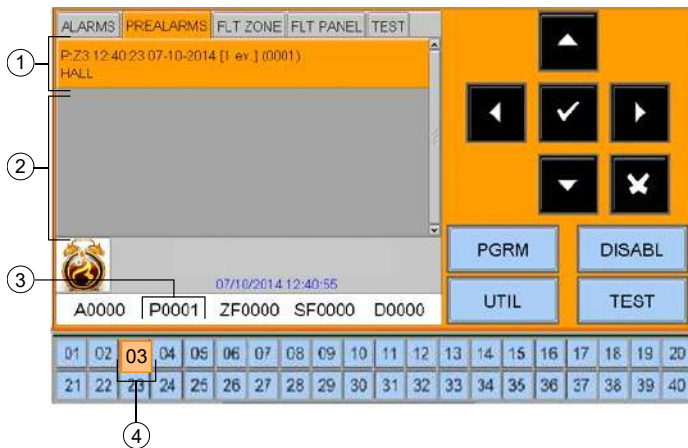 ALARMS PREALARMS FLT ZONE FLT PANEL TEST
P:Z3 12:40:23 07-10-2014 [1 ev.] (0001)
HALL
1
2
3
4
07/10/2014 12:40:55
A0000 P0001 ZF0000 SF0000 D0000
PGRM DISABL
UTIL TEST
01 02 03 04 05 06 07 08 09 10 11 12 13 14 15 16 17 18 19 20
21 22 23 24 25 26 27 28 29 30 31 32 33 34 35 36 37 38 39 40